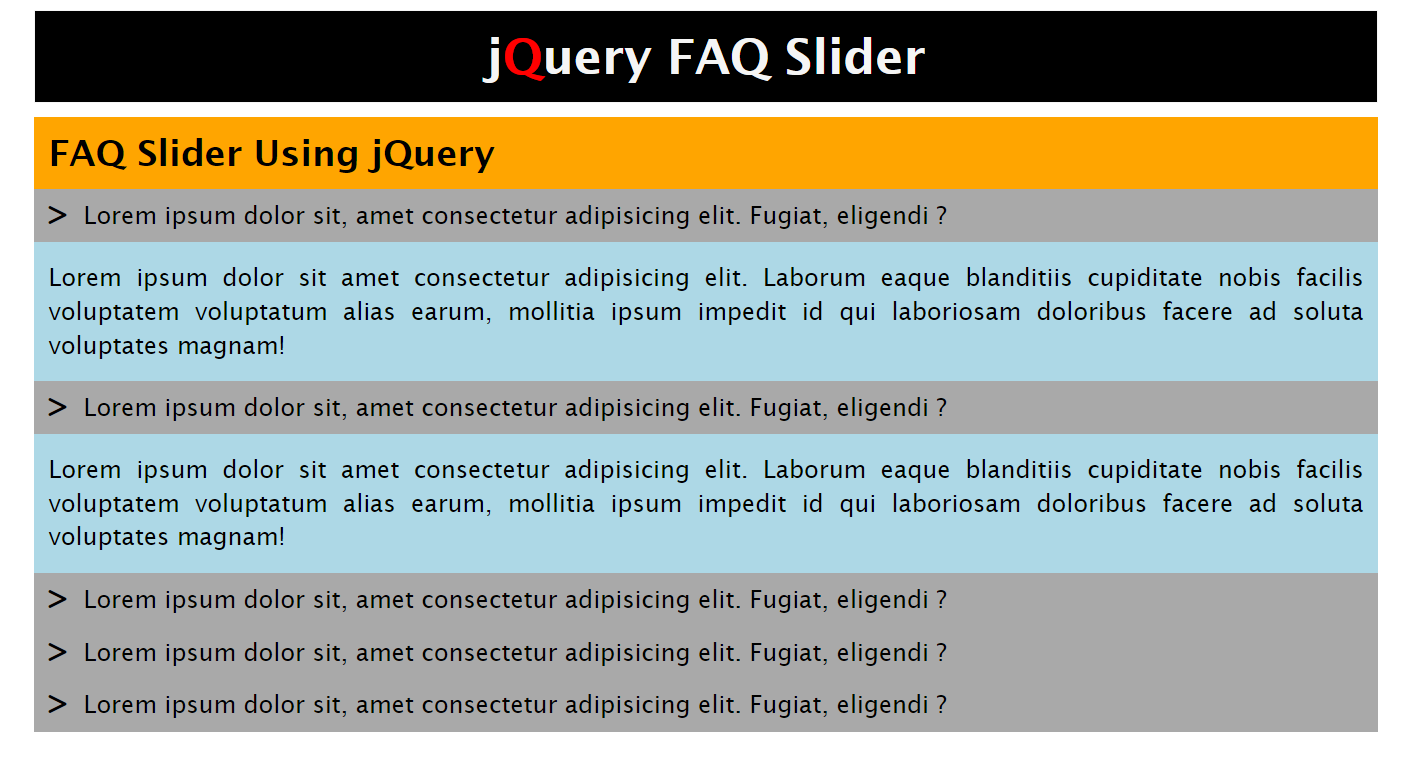 jQuery FAQ Slider
FAQ Slider Using jQuery
> Lorem ipsum dolor sit, amet consectetur adipisicing elit. Fugiat, eligendi ?
Lorem ipsum dolor sit amet consectetur adipisicing elit. Laborum eaque blanditiis cupiditate nobis facilis
voluptatem voluptatum alias earum, mollitia ipsum impedit id qui laboriosam doloribus facere ad soluta
voluptates magnam!
> Lorem ipsum dolor sit, amet consectetur adipisicing elit. Fugiat, eligendi ?
Lorem ipsum dolor sit amet consectetur adipisicing elit. Laborum eaque blanditiis cupiditate nobis facilis
voluptatem voluptatum alias earum, mollitia ipsum impedit id qui laboriosam doloribus facere ad soluta
voluptates magnam!
> Lorem ipsum dolor sit, amet consectetur adipisicing elit. Fugiat, eligendi ?
> Lorem ipsum dolor sit, amet consectetur adipisicing elit. Fugiat, eligendi ?
> Lorem ipsum dolor sit, amet consectetur adipisicing elit. Fugiat, eligendi ?